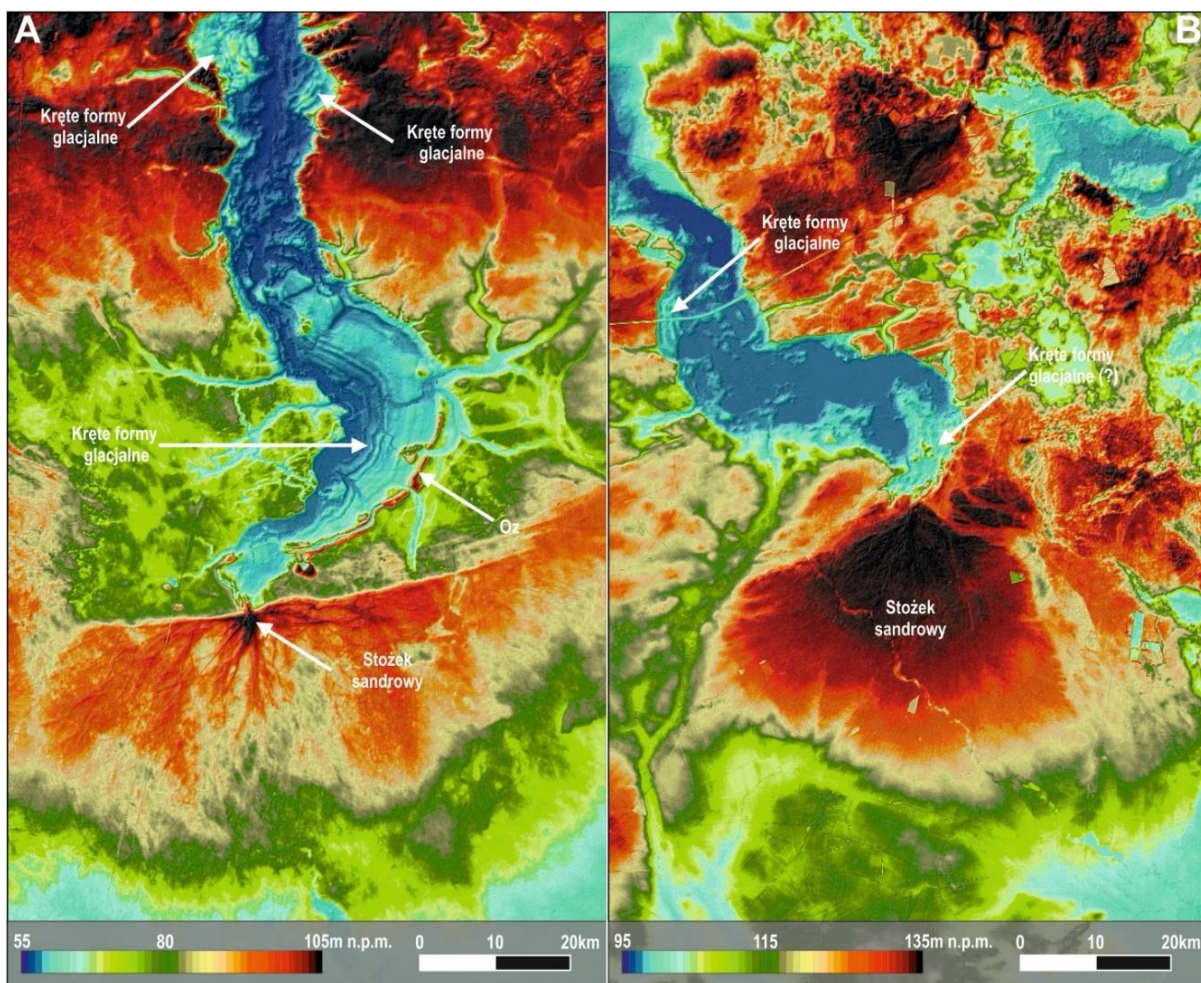 A
B
Kręte formy
glacjalne
Kręte formy
glacjalne
Kręte formy
glacjalne
Oz
Stożek
sandrowy
Kręte formy
glacjalne
Kręte formy
glacjalne (?)
Stożek
sandrowy
55 80 105m n.p.m. 0 10 20km
95 115 135m n.p.m. 0 10 20km